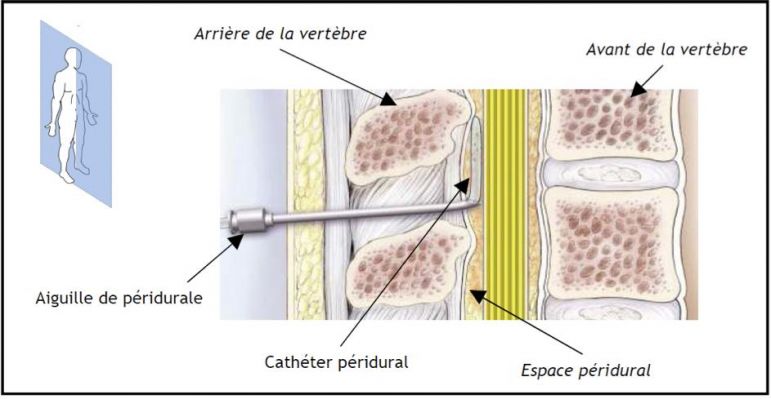 Arrière de la vertèbre
Avant de la vertèbre
Aiguille de péridurale
Cathéter péridural
Espace péridural